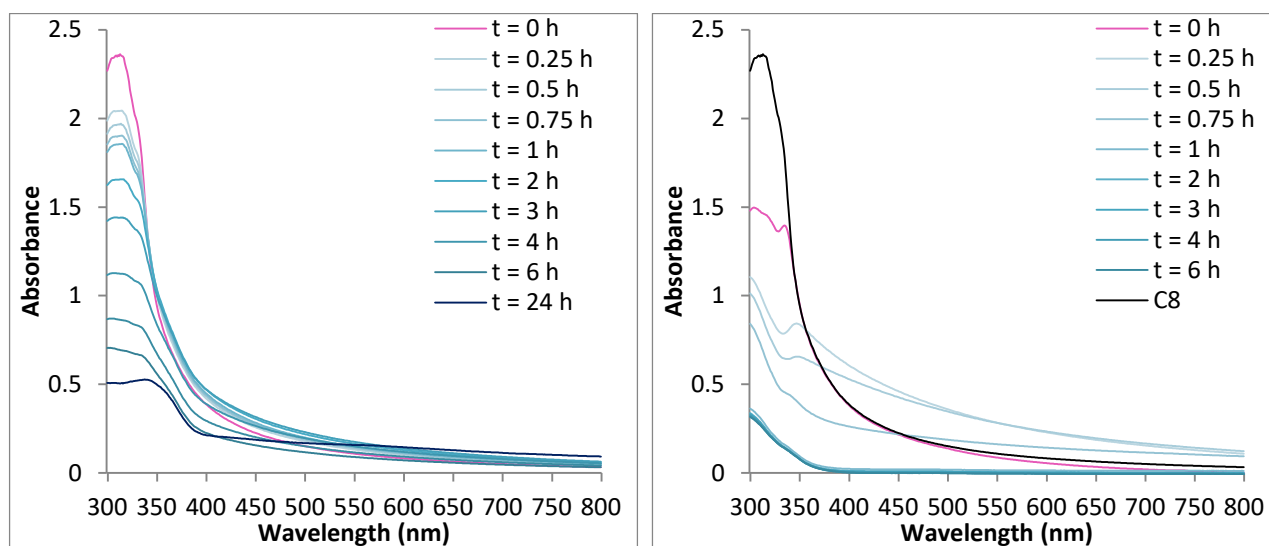 2.5
2
1.5
1
0.5
0
Absorbance
300 350 400 450 500 550 600 650 700 750 800
Wavelength (nm)
t = 0 h
t = 0.25 h
t = 0.5 h
t = 0.75 h
t = 1 h
t = 2 h
t = 3 h
t = 4 h
t = 6 h
t = 24 h
2.5
2
1.5
1
0.5
0
Absorbance
300 350 400 450 500 550 600 650 700 750 800
Wavelength (nm)
t = 0 h
t = 0.25 h
t = 0.5 h
t = 0.75 h
t = 1 h
t = 2 h
t = 3 h
t = 4 h
t = 6 h
C8